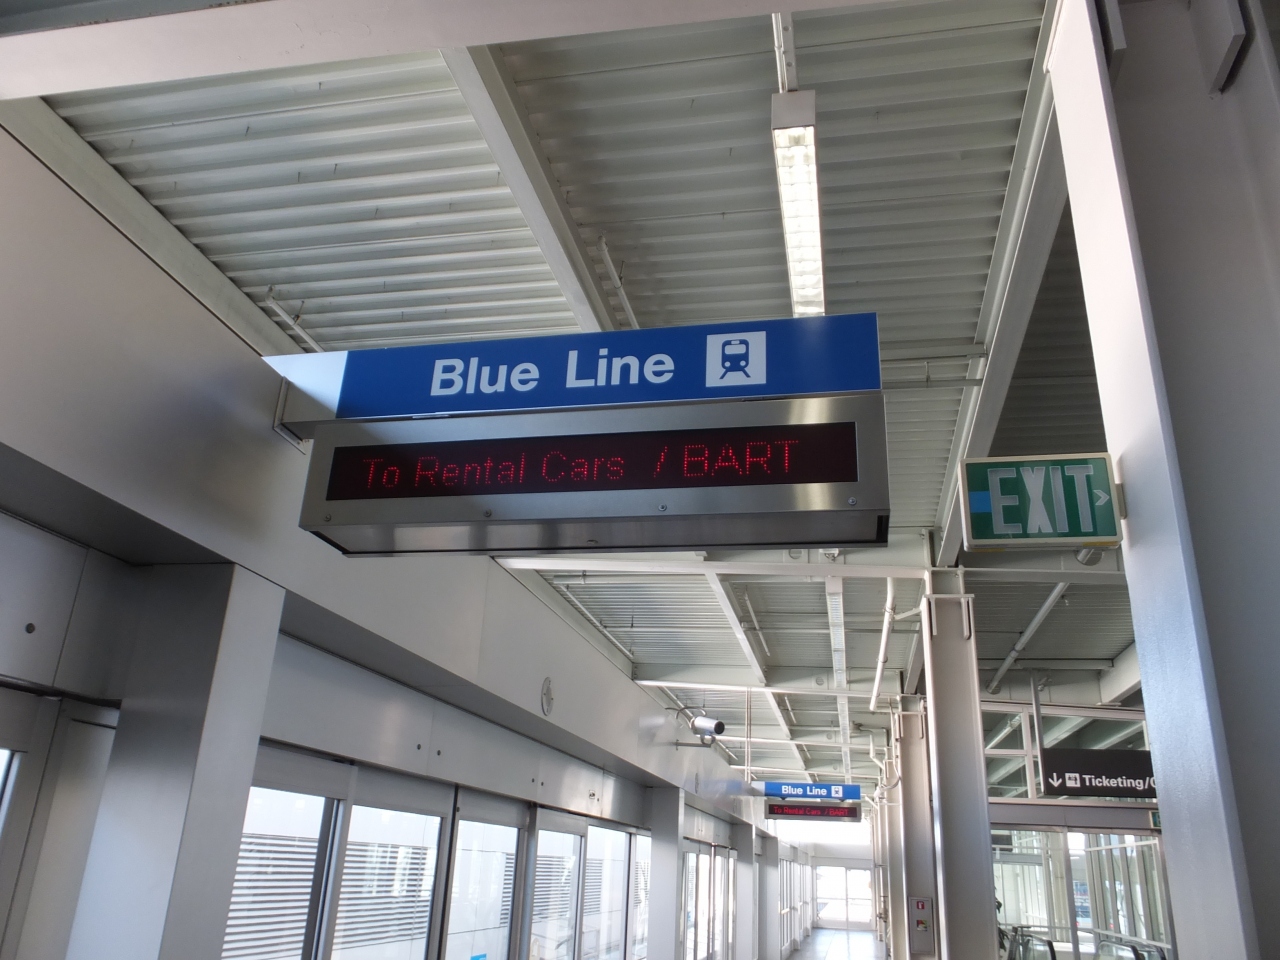 Blue Line
To Rental Cars / BART
EXIT
Blue Line
To Rental Cars / BART
Ticketing/